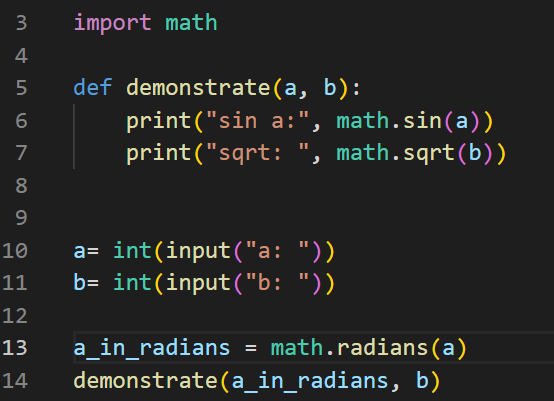 3 import math
4
5 def demonstrate(a, b):
6     print("sin a:", math.sin(a))
7     print("sqrt: ", math.sqrt(b))
8
9
10 a= int(input("a: "))
11 b= int(input("b: "))
12
13 a_in_radians = math.radians(a)
14 demonstrate(a_in_radians, b)